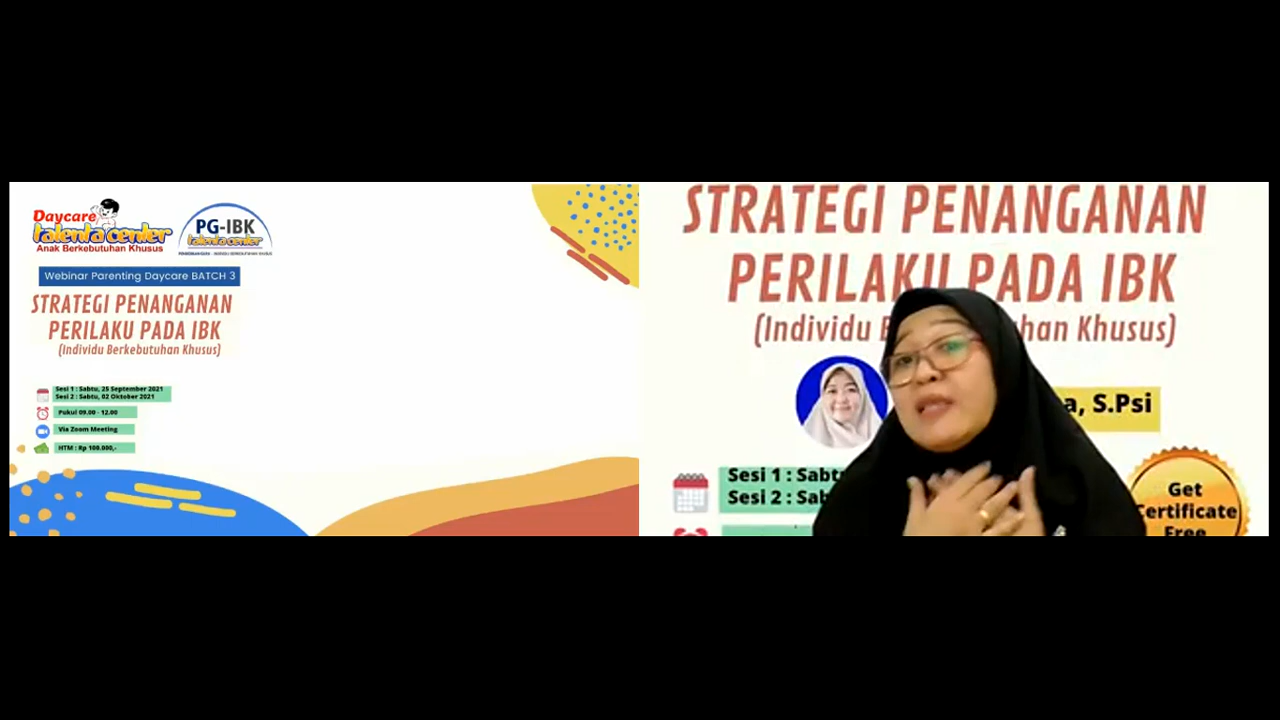 Daycare
talenta center
Anak Berkebutuhan Khusus
PG-IBK
talenta center
Webinar Parenting Daycare BATCH 3
STRATEGI PENANGANAN
PERILAKU PADA IBK
(Individu Berkebutuhan Khusus)
Sesi 1 : Sabtu, 25 September 2021
Sesi 2 : Sabtu, 02 Oktober 2021
Pukul 09.00 - 12.00
Via Zoom Meeting
HTM : Rp 100.000,-
STRATEGI PENANGANAN
PERILAKU PADA IBK
(Individu B han Khusus)
a, S.Psi
Sesi 1 : Sabt
Sesi 2 : Sab
Get
Certificate
Free